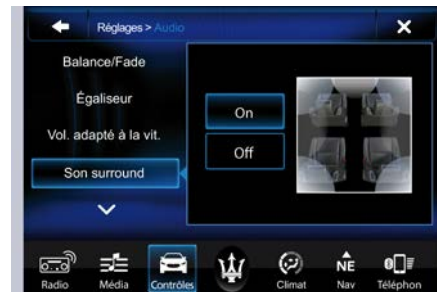 Réglages > Audio
Balance/Fade
Égaliseur
Vol. adapté à la vit.
Son surround
On
Off
Radio
Média
Contrôles
Climat
NE
Nav
Téléphon